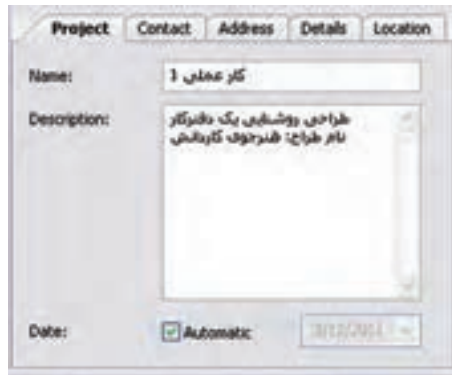 Project Contact Address Details Location
Name: کار عملی 1
Description: طراحی روشنایی یک دفترکار
نام طراح: هنرجوی کاردانش
Date: Automatic